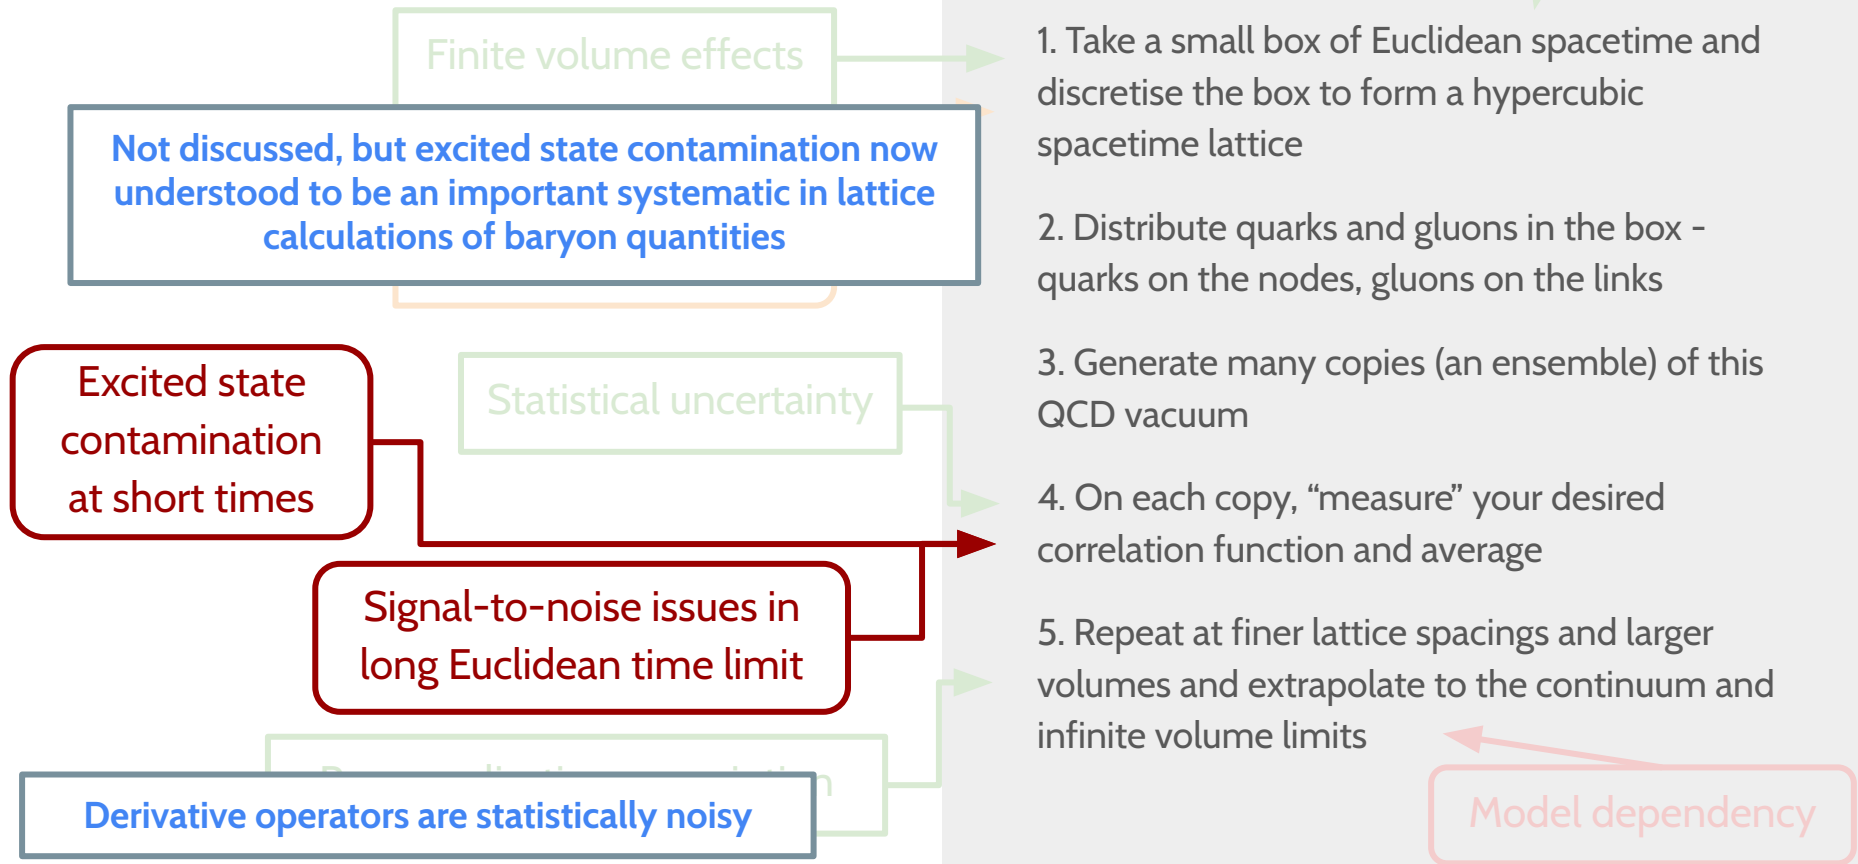 Finite volume effects
Not discussed, but excited state contamination now
understood to be an important systematic in lattice
calculations of baryon quantities
Excited state
contamination
at short times
Statistical uncertainty
Signal-to-noise issues in
long Euclidean time limit
Derivative operators are statistically noisy
1. Take a small box of Euclidean spacetime and
discretise the box to form a hypercubic
spacetime lattice
2. Distribute quarks and gluons in the box -
quarks on the nodes, gluons on the links
3. Generate many copies (an ensemble) of this
QCD vacuum
4. On each copy, “measure” your desired
correlation function and average
5. Repeat at finer lattice spacings and larger
volumes and extrapolate to the continuum and
infinite volume limits
Model dependency